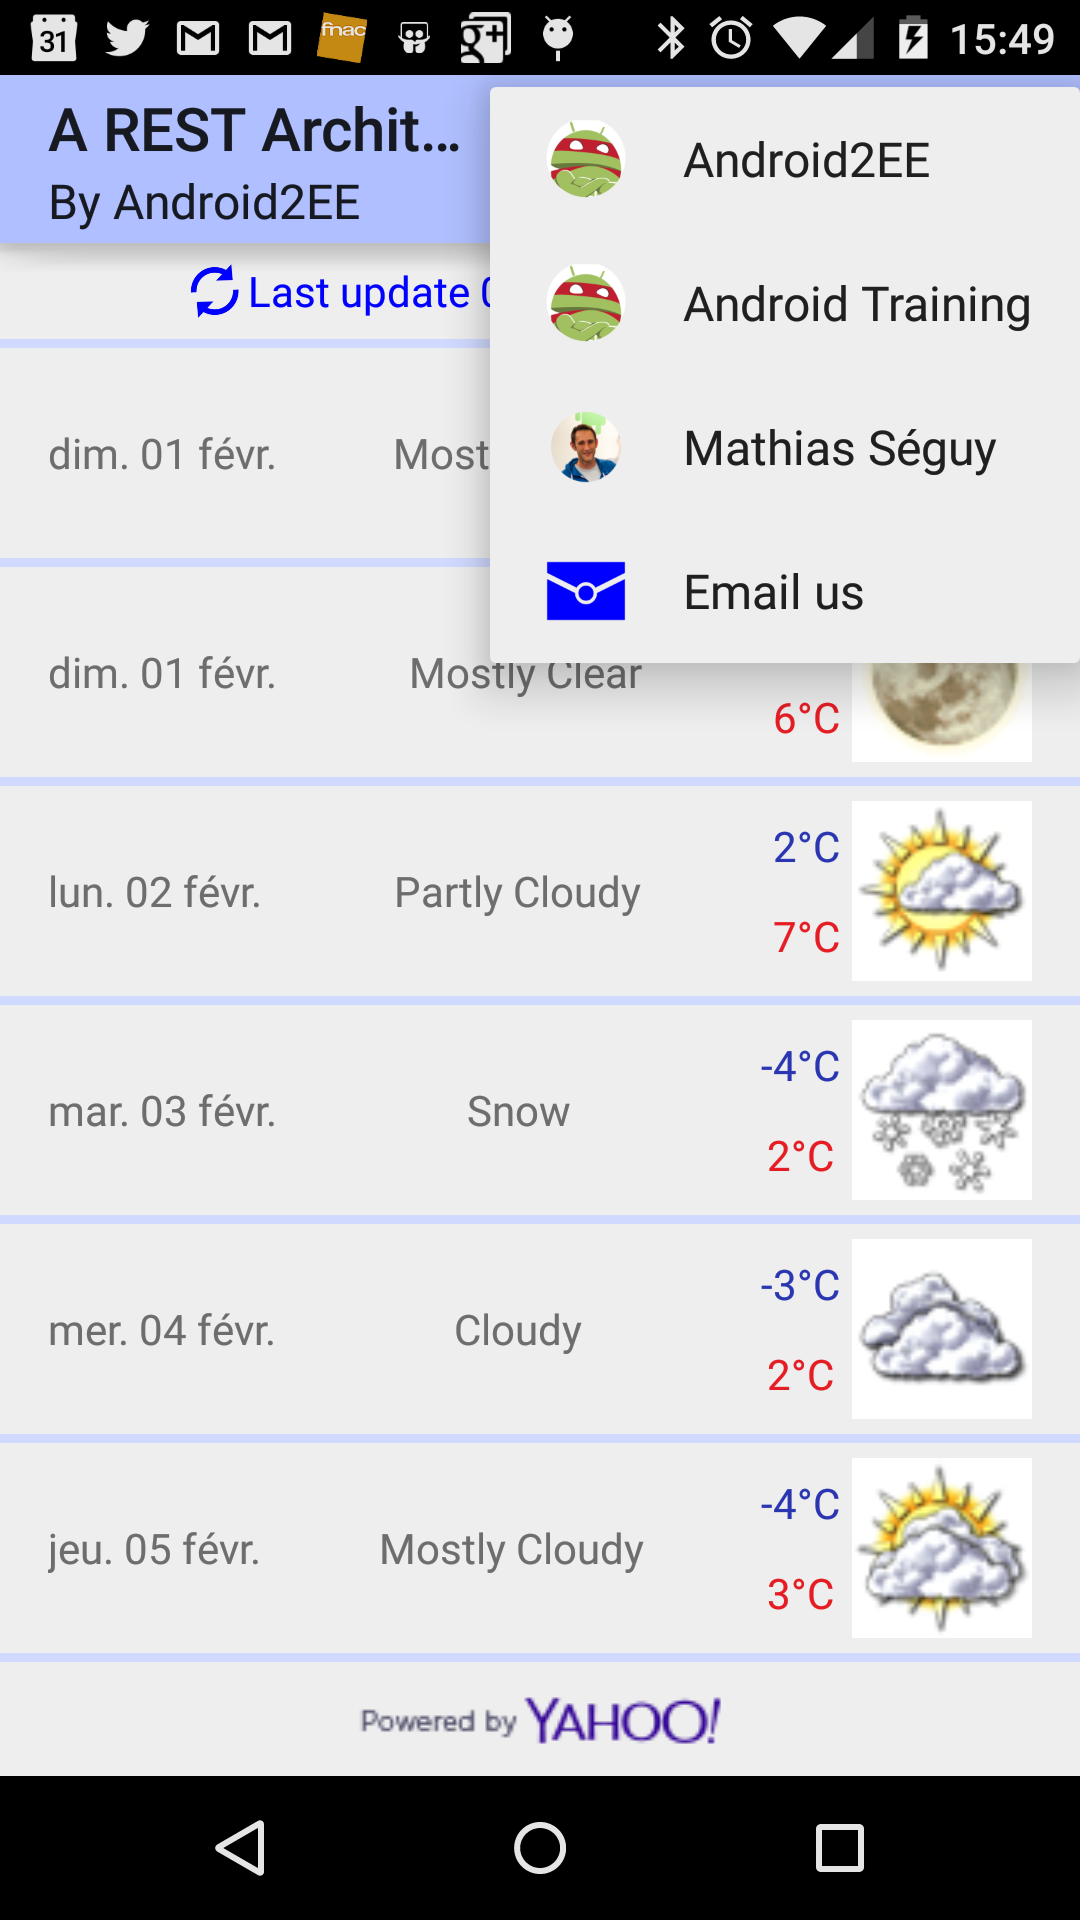 31
fnac
g+
15:49
A REST Archit...
By Android2EE
Android2EE
Android Training
Mathias Séguy
Email us
Last update
dim. 01 févr. Most
dim. 01 févr. Mostly Clear
6°C
2°C
lun. 02 févr. Partly Cloudy
7°C
-4°C
mar. 03 févr. Snow
2°C
-3°C
mer. 04 févr. Cloudy
2°C
-4°C
jeu. 05 févr. Mostly Cloudy
3°C
Powered by YAHOO!